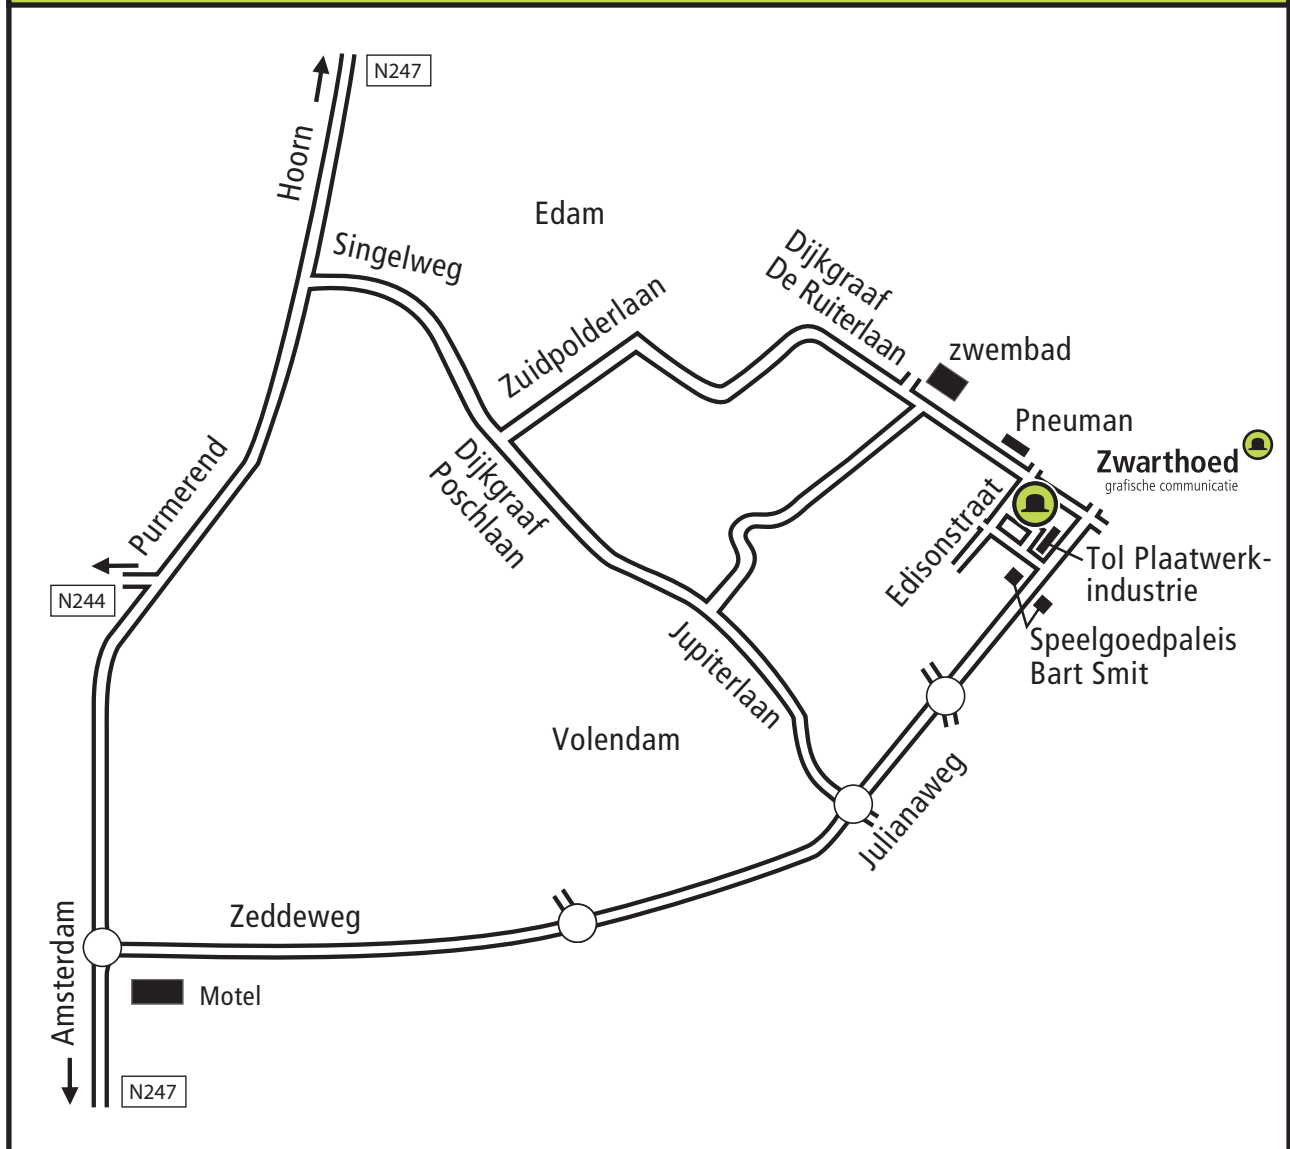 N247
Hoorn
Edam
Singelweg
Dijkgraaf
De Ruiterlaan
Zuidpolderlaan
zwembad
Pneuman
Zwarthoed
grafische communicatie
Purmerend
Dijkgraaf
Poschlaan
Edisonstraat
Tol Plaatwerk-
industrie
N244
Speelgoedpaleis
Bart Smit
Jupiterlaan
Volendam
Julianaweg
Zeddeweg
Amsterdam
Motel
N247